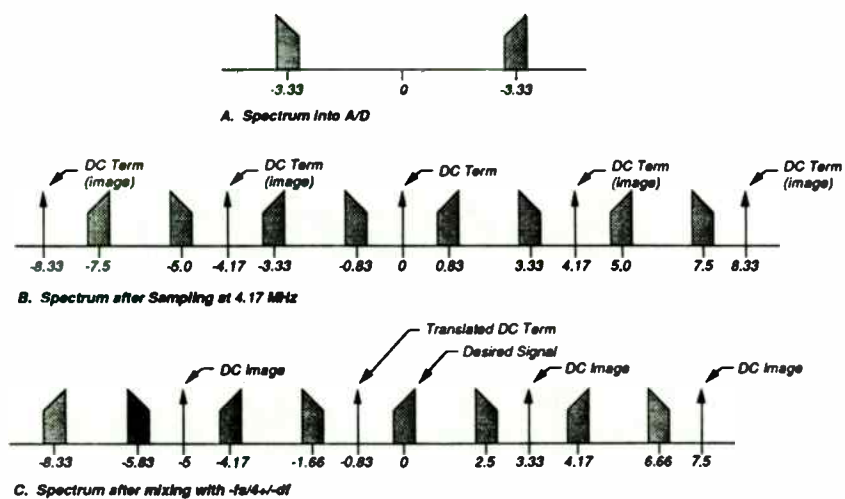 -3.33 0 -3.33
A. Spectrum into A/D
DC Term (image) DC Term (image) DC Term DC Term (image) DC Term (image)
-8.33 -7.5 -5.0 -4.17 -3.33 -0.83 0 0.83 3.33 4.17 5.0 7.5 8.33
B. Spectrum after Sampling at 4.17 MHz
Translated DC Term
Desired Signal
DC Image DC Image DC Image
-8.33 -5.83 -5 -4.17 -1.66 -0.83 0 2.5 3.33 4.17 6.66 7.5
C. Spectrum after mixing with -fs/4+/-df